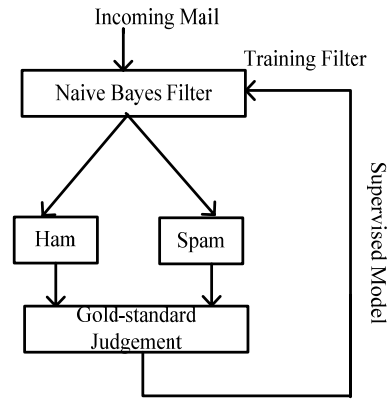 Incoming Mail
Training Filter
Naive Bayes Filter
Supervised Model
Ham
Spam
Gold-standard
Judgement